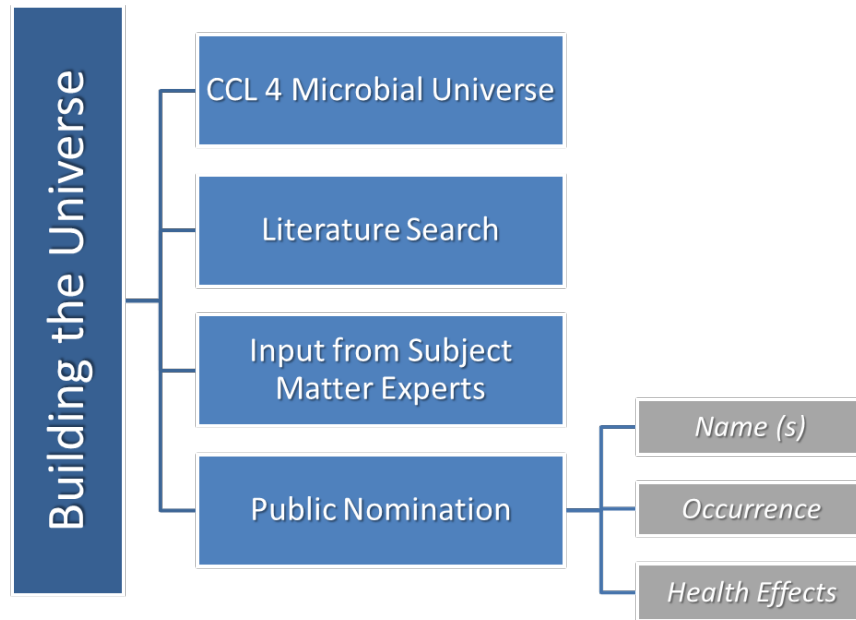 Building the Universe
CCL 4 Microbial Universe
Literature Search
Input from Subject
Matter Experts
Public Nomination
Name (s)
Occurrence
Health Effects